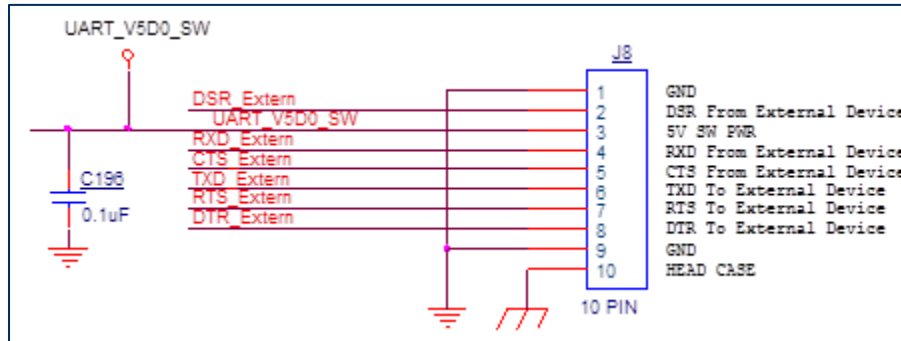 UART_V5D0_SW
J8
1 GND
DSR_Extern 2 DSR From External Device
UART_V5D0_SW 3 5V SW PWR
RXD_Extern 4 RXD From External Device
CTS_Extern 5 CTS From External Device
TXD_Extern 6 TXD To External Device
RTS_Extern 7 RTS To External Device
DTR_Extern 8 DTR To External Device
9 GND
10 HEAD CASE
C196
0.1uF
10 PIN